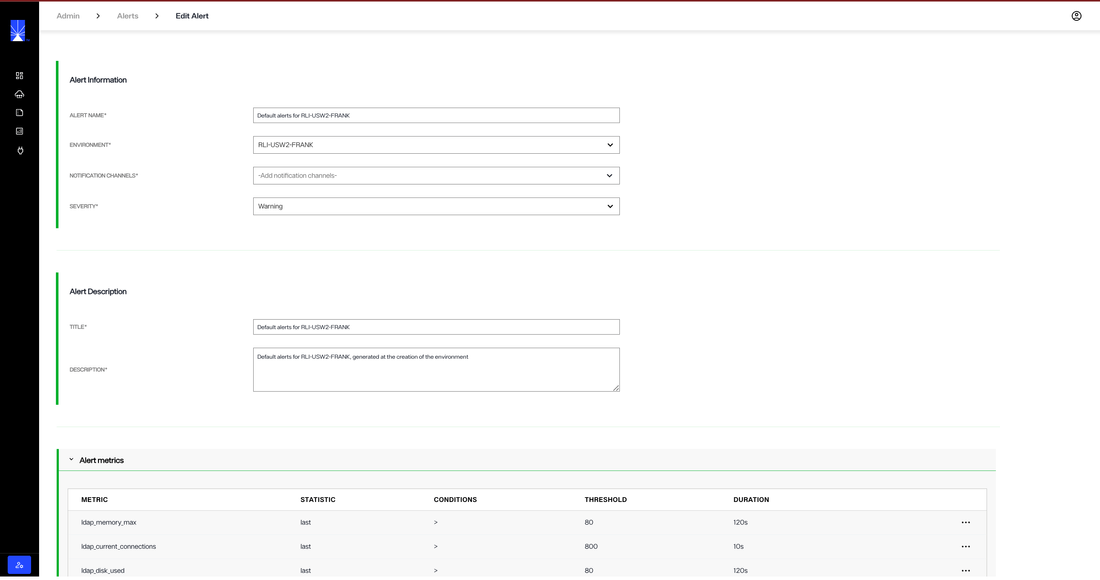 Admin > Alerts > Edit Alert
Alert Information
ALERT NAME* Default alerts for RLI-USW2-FRANK
ENVIRONMENT* RLI-USW2-FRANK
NOTIFICATION CHANNELS* -Add notification channels-
SEVERITY* Warning
Alert Description
TITLE* Default alerts for RLI-USW2-FRANK
DESCRIPTION* Default alerts for RLI-USW2-FRANK, generated at the creation of the environment
Alert metrics
METRIC STATISTIC CONDITIONS THRESHOLD DURATION
ldap_memory_max last > 80 120s
ldap_current_connections last > 800 10s
ldap_disk_used last > 80 120s